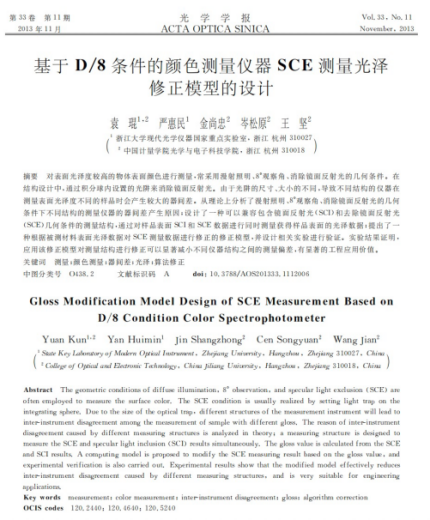 第33卷 第11期
2013年11月
光 学 学 报
ACTA OPTICA SINICA
Vol. 33, No. 11
November, 2013
基于 D/8 条件的颜色测量仪器 SCE 测量光泽
修正模型的设计
袁 琨1,2 严惠民1 金尚忠2 岑松原2 王 坚2
1 浙江大学现代光学仪器国家重点实验室, 浙江 杭州 310027
2 中国计量学院光学与电子科技学院, 浙江 杭州 310018
摘要 对表面光泽度较高的物体表面颜色进行测量,常采用漫射照明、8°观察角、消除镜面反射光的几何条件。在
结构设计中,通过积分球内设置的光阱来消除镜面反射。由于光阱的尺寸、大小的不同,导致不同结构的仪器在
测量表面光泽度不同的样品时会产生较大的器间差。从理论上分析了漫射照明、8°观察角、消除镜面反射光的几何
条件下不同结构的测量仪器的器间差产生原因;设计了一种可以兼容包含镜面反射光(SCI)和去除镜面反射光
(SCE)几何条件的测量结构,通过对样品表面 SCI 和 SCE 数据进行同时测量获得样品表面的光泽数据;提出了一
种根据被测材料表面光泽数据对 SCE 测量数据进行修正的修正模型,并设计相关实验进行验证。实验结果证明,
应用该修正模型对测量结构进行修正可以显著减小不同仪器结构之间的测量偏差,有显著的工程应用价值。
关键词 测量;颜色测量;器间差;光泽;算法修正
中图分类号 O438.2 文献标识码 A doi: 10.3788/AOS201333.1112006
Gloss Modification Model Design of SCE Measurement Based on
D/8 Condition Color Spectrophotometer
Yuan Kun1,2 Yan Huimin1 Jin Shangzhong2 Cen Songyuan2 Wang Jian2
1 State Key Laboratory of Modern Optical Instrument, Zhejiang University, Hangzhou, Zhejiang 310027, China
2 College of Optical and Electronic Technology, China Jiliang University, Hangzhou, Zhejiang 310018, China
Abstract The geometric conditions of diffuse illumination, 8° observation, and specular light exclusion (SCE) are
often employed to measure the surface color. The SCE condition is usually realized by setting light trap on the
integrating sphere. Due to the size of the optical trap, different structures of the measurement instrument will lead to
inter-instrument disagreement among the measurement of sample with different gloss. The reason of inter-instrument
disagreement caused by different measuring structures is analyzed in theory; a measuring structure is designed to
measure the SCE and specular light inclusion (SCI) results simultaneously. The gloss value is calculated from the SCE
and SCI results. A computing model is proposed to modify the SCE measuring result based on the gloss value, and
experimental verification is also carried out. Experimental results show that the modified model effectively reduces
inter-instrument disagreement caused by different measuring structures, and is very suitable for engineering
applications.
Key words measurement; color measurement; inter-instrument disagreement; gloss; algorithm correction
OCIS codes 120.2440; 120.4640; 120.5240